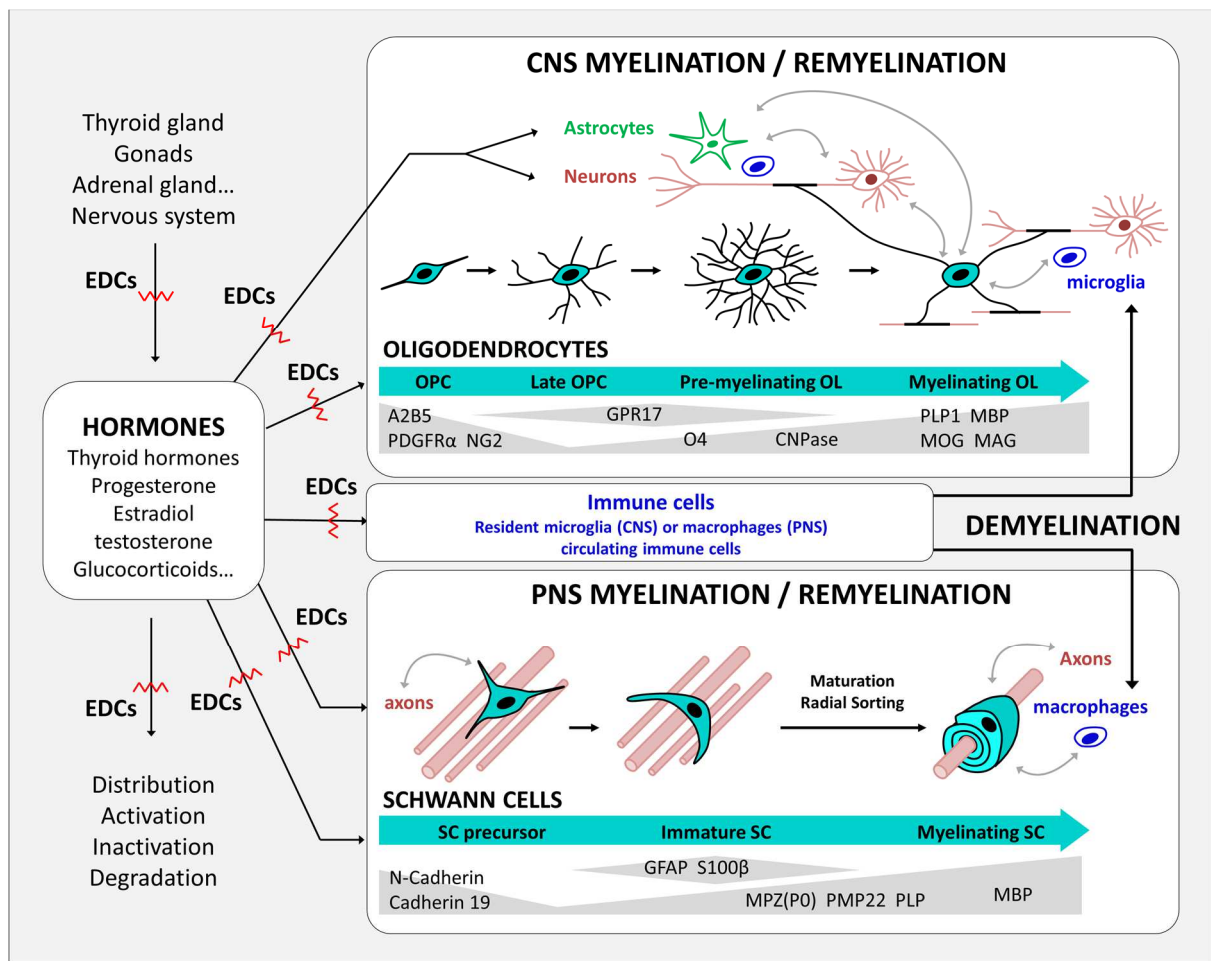 CNS MYELINATION / REMYELINATION
Thyroid gland
Gonads
Adrenal gland...
Nervous system
EDCs
EDCs
EDCs
Astrocytes
Neurons
microglia
OLIGODENDROCYTES
OPC Late OPC Pre-myelinating OL Myelinating OL
A2B5 GPR17 PLP1 MBP
PDGFRα NG2 O4 CNPase MOG MAG
HORMONES
Thyroid hormones
Progesterone
Estradiol
testosterone
Glucocorticoids...
EDCs
Immune cells
Resident microglia (CNS) or macrophages (PNS)
circulating immune cells
DEMYELINATION
PNS MYELINATION / REMYELINATION
EDCs
EDCs
EDCs
axons
Maturation
Radial Sorting
Axons
macrophages
SCHWANN CELLS
SC precursor Immature SC Myelinating SC
GFAP S100β
N-Cadherin
Cadherin 19 MPZ(P0) PMP22 PLP MBP
Distribution
Activation
Inactivation
Degradation